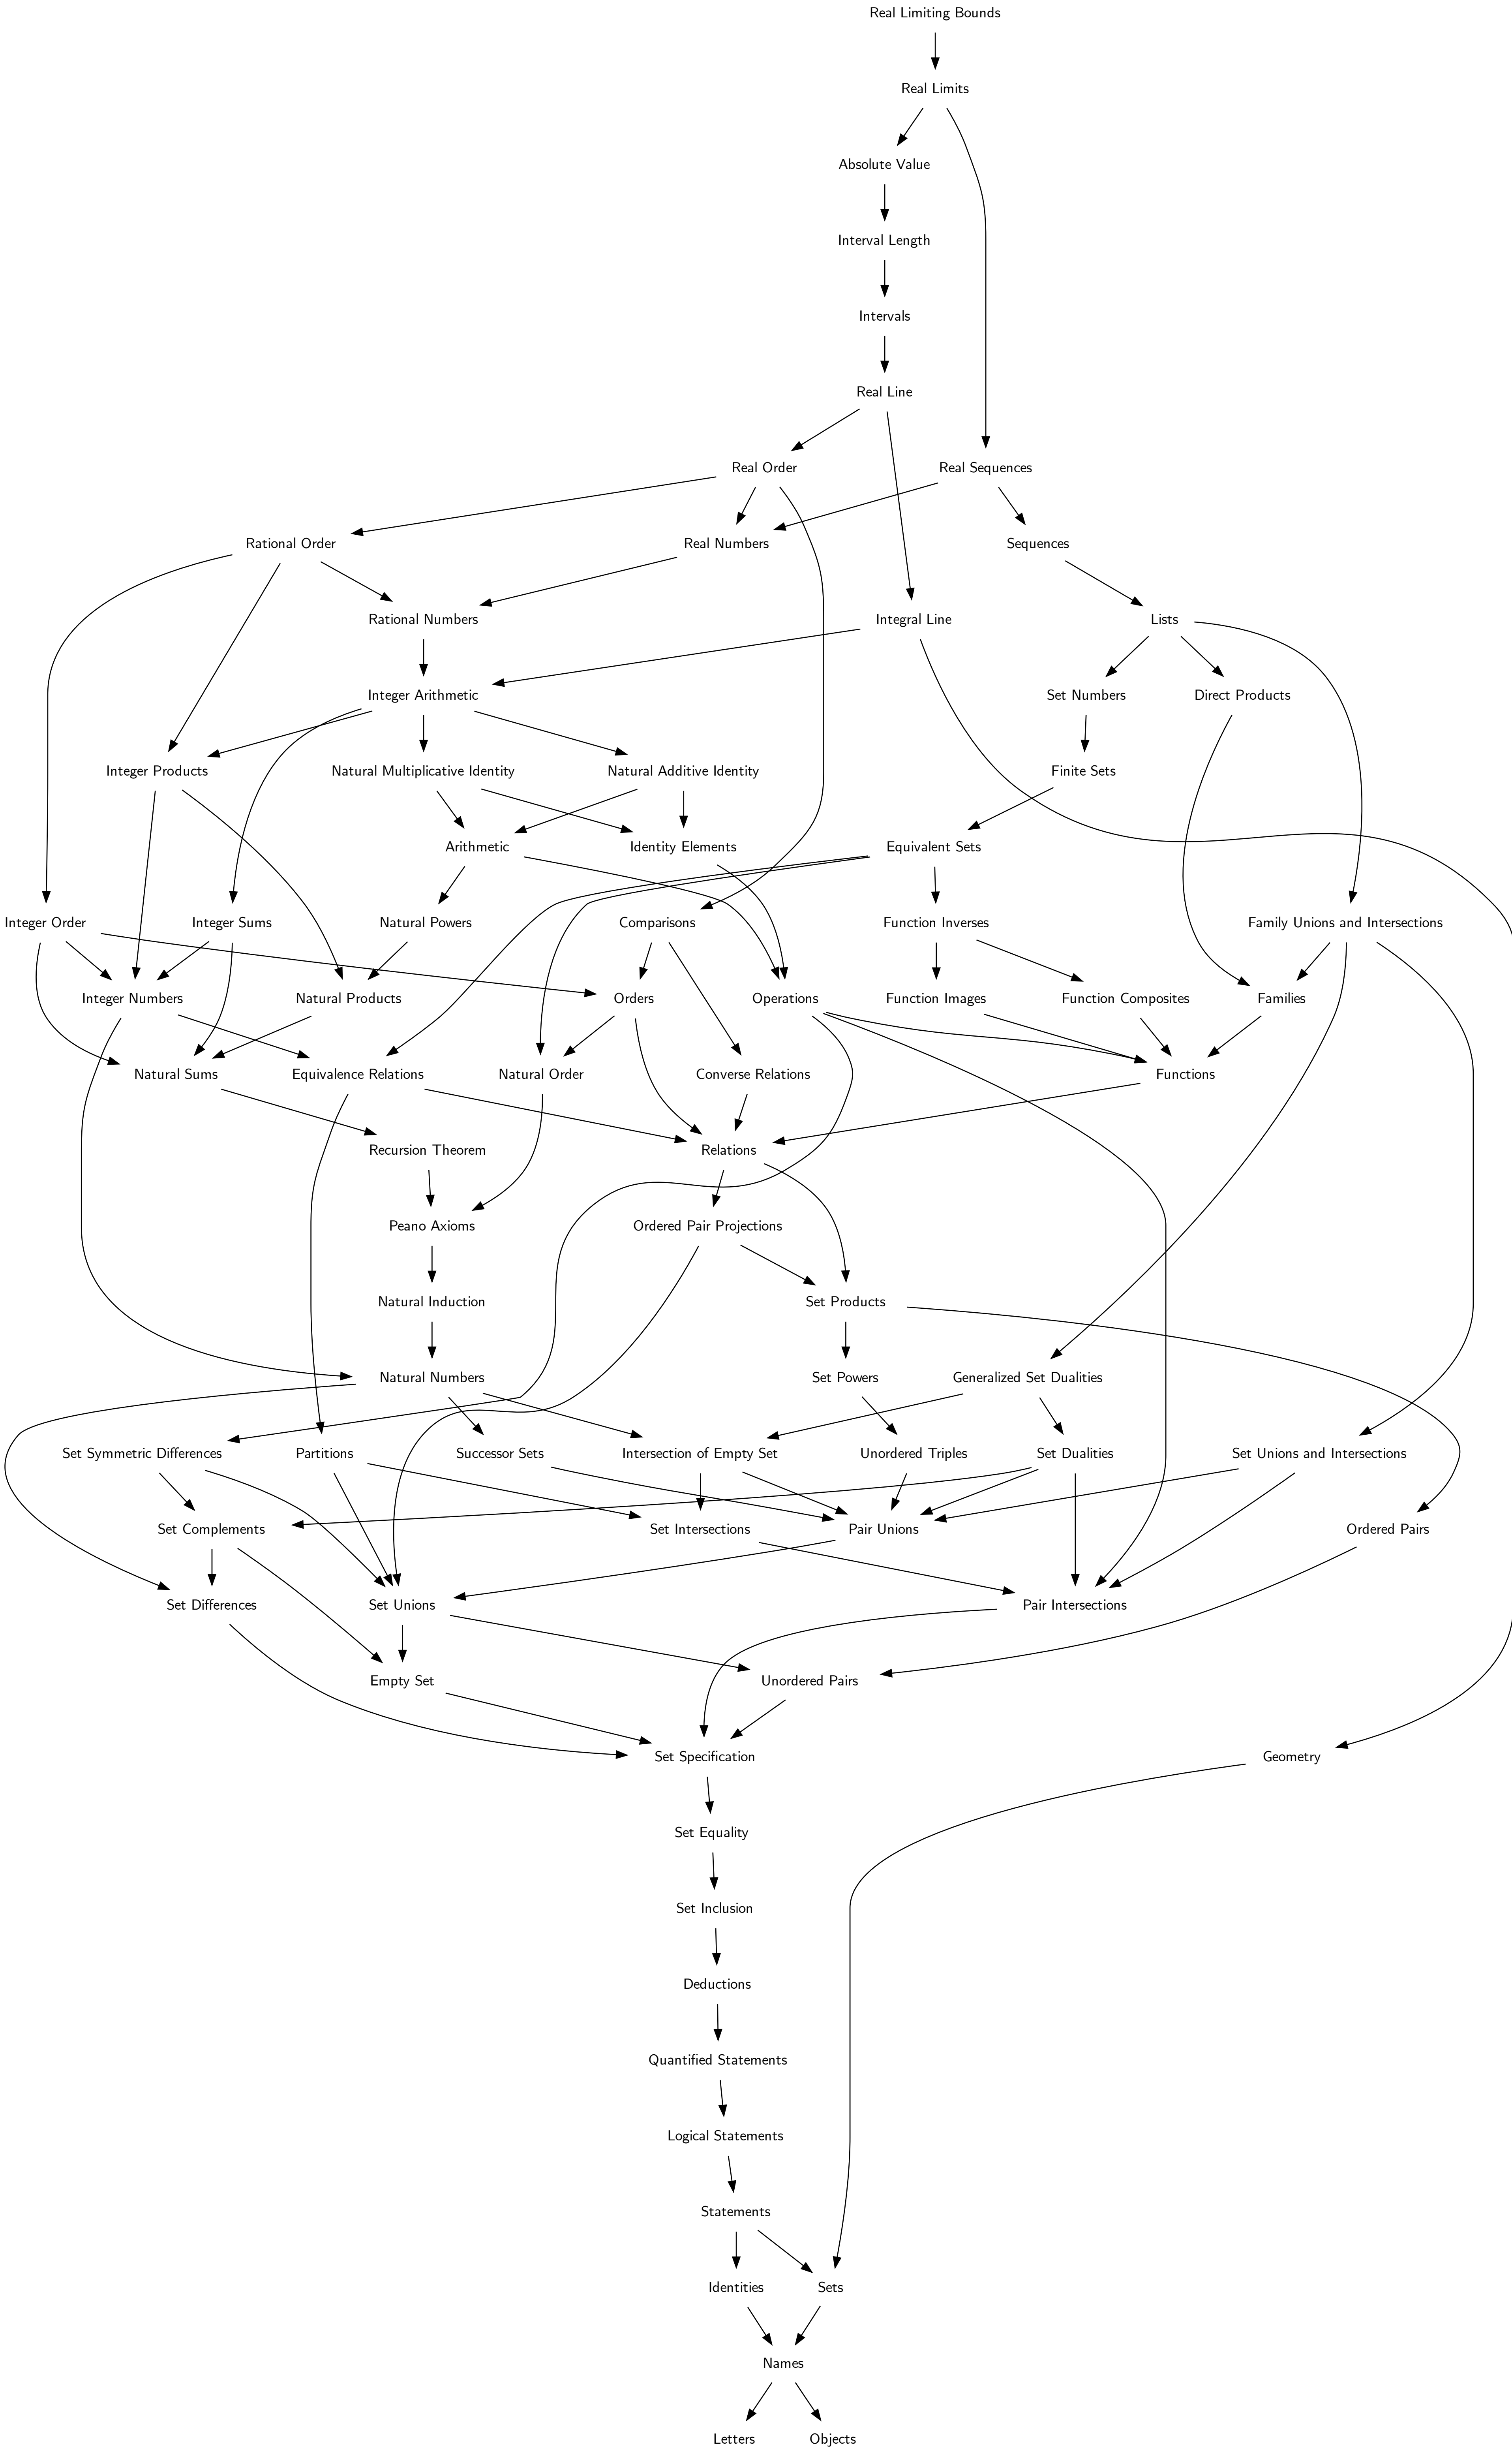 Real Limiting Bounds
Real Limits
Absolute Value
Interval Length
Intervals
Real Line
Real Order
Real Sequences
Rational Order
Real Numbers
Sequences
Rational Numbers
Integral Line
Lists
Integer Arithmetic
Set Numbers
Direct Products
Integer Products
Natural Multiplicative Identity
Natural Additive Identity
Finite Sets
Arithmetic
Identity Elements
Equivalent Sets
Integer Order
Integer Sums
Natural Powers
Comparisons
Function Inverses
Family Unions and Intersections
Integer Numbers
Natural Products
Orders
Operations
Function Images
Function Composites
Families
Natural Sums
Equivalence Relations
Natural Order
Converse Relations
Functions
Recursion Theorem
Relations
Peano Axioms
Ordered Pair Projections
Natural Induction
Set Products
Natural Numbers
Set Powers
Generalized Set Dualities
Set Symmetric Differences
Partitions
Successor Sets
Intersection of Empty Set
Unordered Triples
Set Dualities
Set Unions and Intersections
Set Complements
Set Intersections
Pair Unions
Ordered Pairs
Set Differences
Set Unions
Pair Intersections
Empty Set
Unordered Pairs
Set Specification
Geometry
Set Equality
Set Inclusion
Deductions
Quantified Statements
Logical Statements
Statements
Identities
Sets
Names
Letters
Objects